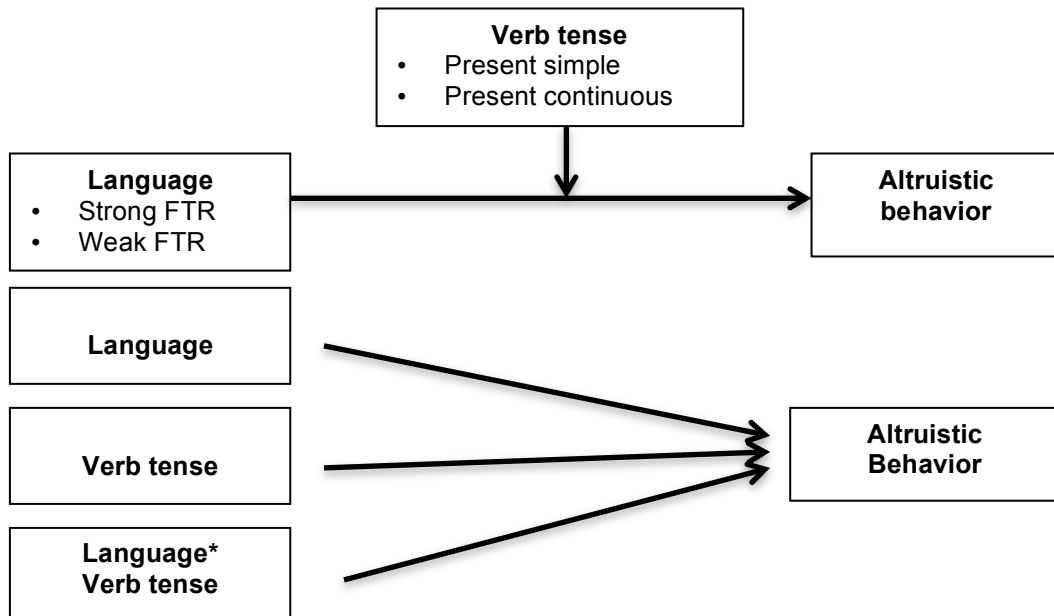 Verb tense
• Present simple
• Present continuous
Language
• Strong FTR
• Weak FTR
Altruistic
behavior
Language
Verb tense
Language*
Verb tense
Altruistic
Behavior